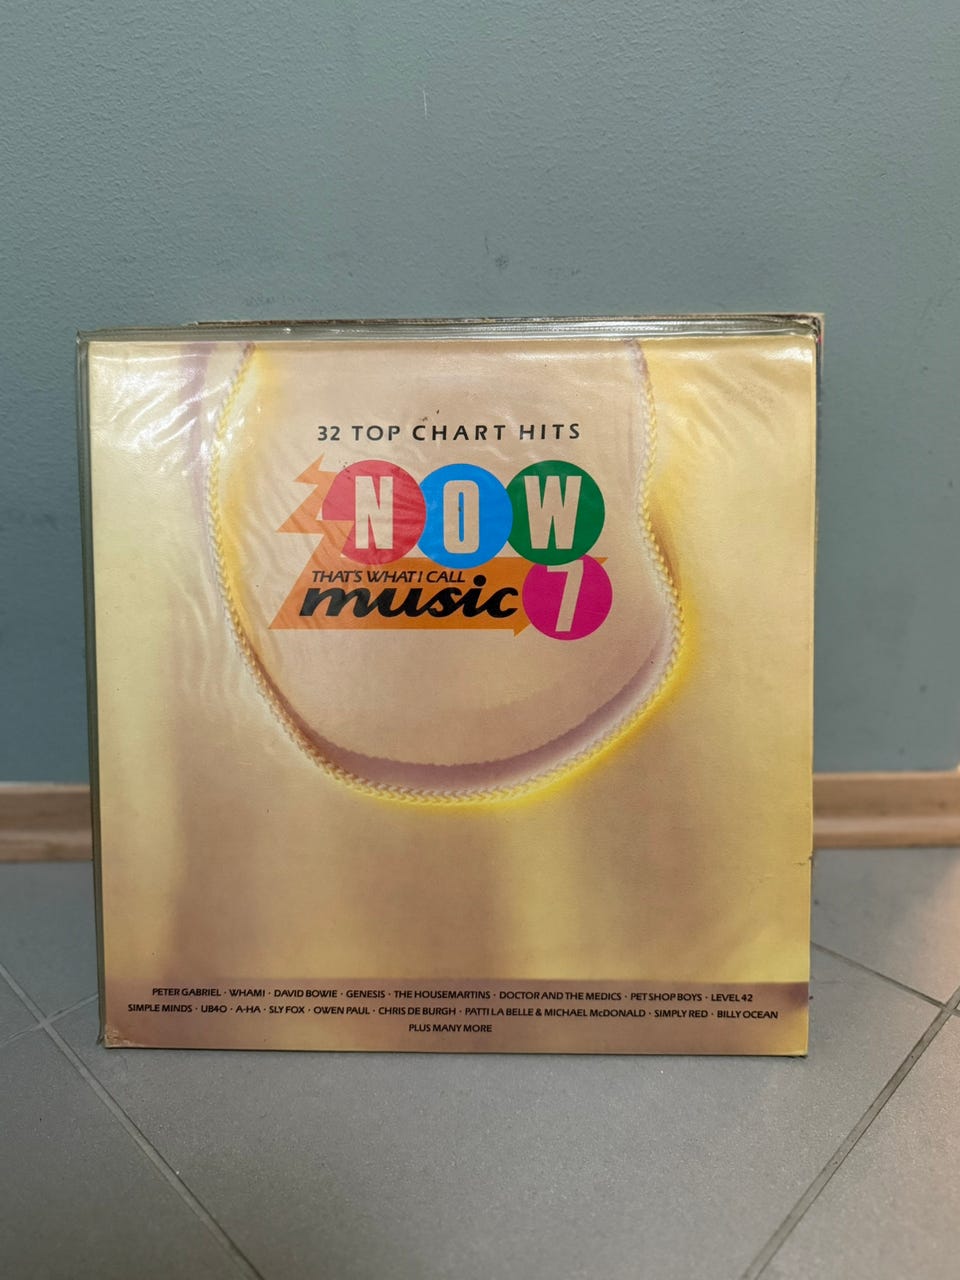 32 TOP CHART HITS
NOW
THAT'S WHAT I CALL
music 7
PETER GABRIEL · WHAM! · DAVID BOWIE · GENESIS · THE HOUSEMARTINS · DOCTOR AND THE MEDICS · PET SHOP BOYS · LEVEL 42
SIMPLE MINDS · UB40 · A-HA · SLY FOX · OWEN PAUL · CHRIS DE BURGH · PATTI LA BELLE & MICHAEL McDONALD · SIMPLY RED · BILLY OCEAN
PLUS MANY MORE